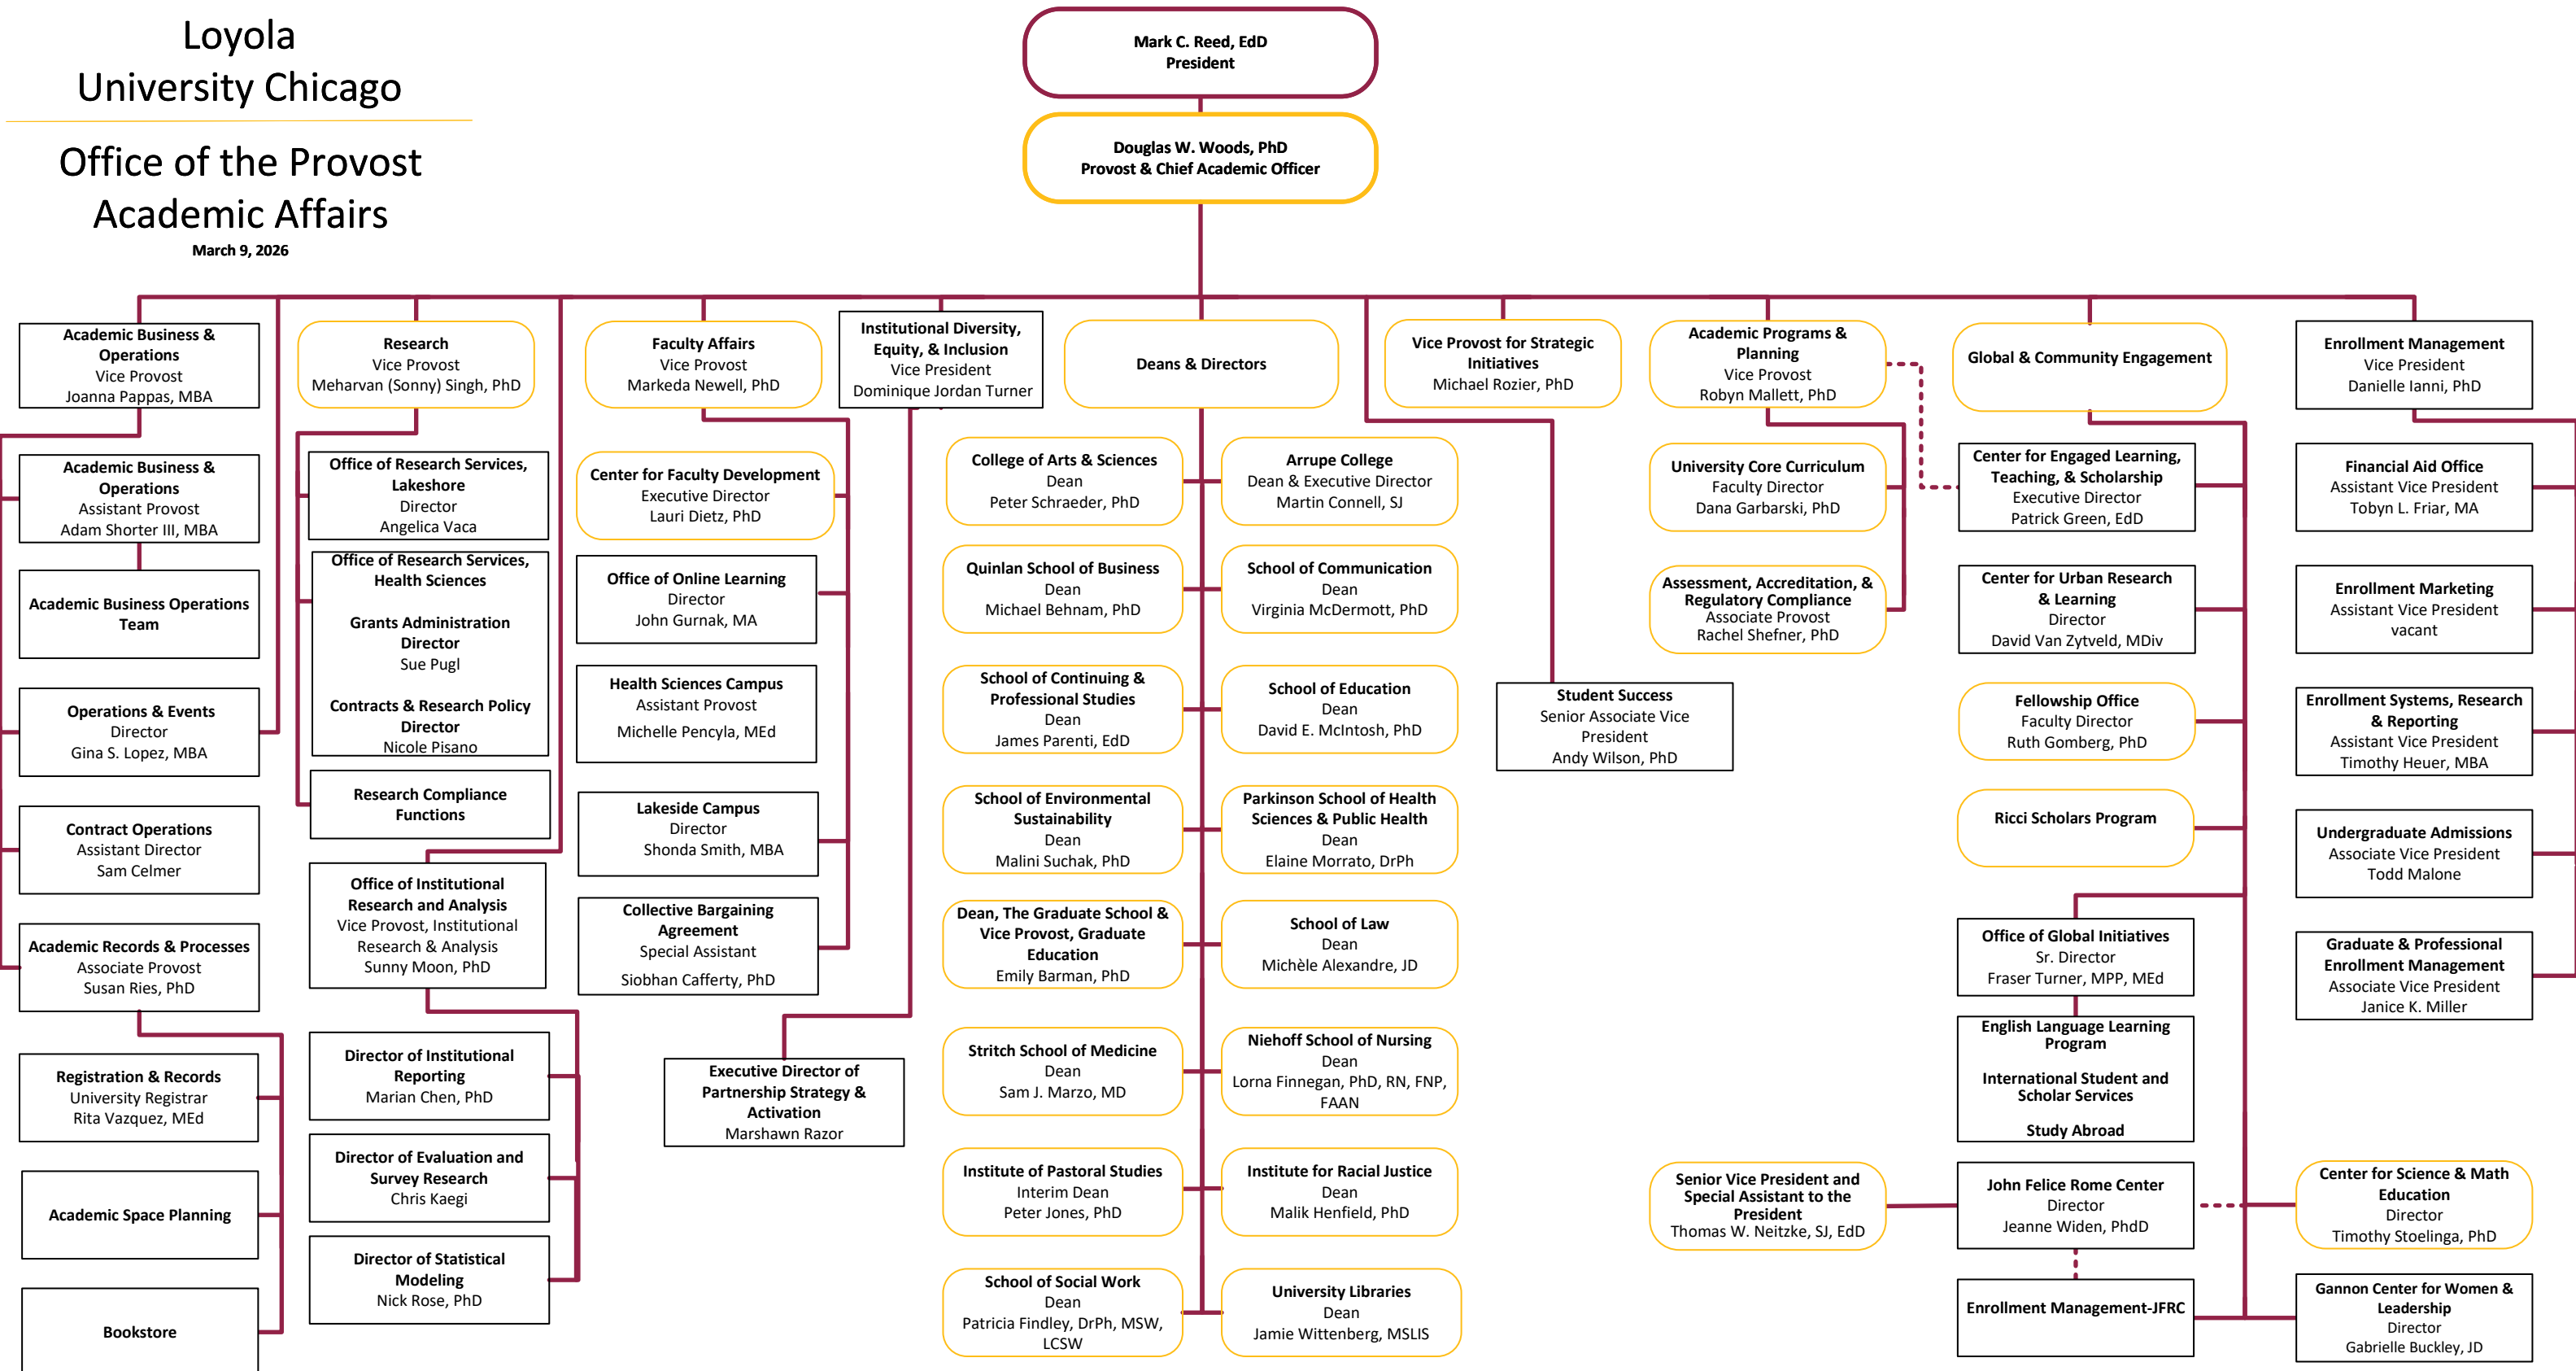 Loyola
University Chicago
Office of the Provost
Academic Affairs
March 9, 2026
Mark C. Reed, EdD
President
Douglas W. Woods, PhD
Provost & Chief Academic Officer
Academic Business &
Operations
Vice Provost
Joanna Pappas, MBA
Academic Business &
Operations
Assistant Provost
Adam Shorter III, MBA
Academic Business Operations
Team
Operations & Events
Director
Gina S. Lopez, MBA
Contract Operations
Assistant Director
Sam Celmer
Academic Records & Processes
Associate Provost
Susan Ries, PhD
Registration & Records
University Registrar
Rita Vazquez, MEd
Academic Space Planning
Bookstore
Research
Vice Provost
Meharvan (Sonny) Singh, PhD
Office of Research Services,
Lakeshore
Director
Angelica Vaca
Office of Research Services,
Health Sciences
Grants Administration
Director
Sue Pugl
Contracts & Research Policy
Director
Nicole Pisano
Research Compliance
Functions
Office of Institutional
Research and Analysis
Vice Provost, Institutional
Research & Analysis
Sunny Moon, PhD
Director of Institutional
Reporting
Marian Chen, PhD
Director of Evaluation and
Survey Research
Chris Kaegi
Director of Statistical
Modeling
Nick Rose, PhD
Faculty Affairs
Vice Provost
Markeda Newell, PhD
Center for Faculty Development
Executive Director
Lauri Dietz, PhD
Office of Online Learning
Director
John Gurnak, MA
Health Sciences Campus
Assistant Provost
Michelle Pencyla, MEd
Lakeside Campus
Director
Shonda Smith, MBA
Collective Bargaining
Agreement
Special Assistant
Siobhan Cafferty, PhD
Institutional Diversity,
Equity, & Inclusion
Vice President
Dominique Jordan Turner
Executive Director of
Partnership Strategy &
Activation
Marshawn Razor
Deans & Directors
College of Arts & Sciences
Dean
Peter Schraeder, PhD
Arrupe College
Dean & Executive Director
Martin Connell, SJ
Quinlan School of Business
Dean
Michael Behnam, PhD
School of Communication
Dean
Virginia McDermott, PhD
School of Continuing &
Professional Studies
Dean
James Parenti, EdD
School of Education
Dean
David E. McIntosh, PhD
School of Environmental
Sustainability
Dean
Malini Suchak, PhD
Parkinson School of Health
Sciences & Public Health
Dean
Elaine Morrato, DrPh
Dean, The Graduate School &
Vice Provost, Graduate
Education
Emily Barman, PhD
School of Law
Dean
Michèle Alexandre, JD
Stritch School of Medicine
Dean
Sam J. Marzo, MD
Niehoff School of Nursing
Dean
Lorna Finnegan, PhD, RN, FNP,
FAAN
Institute of Pastoral Studies
Interim Dean
Peter Jones, PhD
Institute for Racial Justice
Dean
Malik Henfield, PhD
School of Social Work
Dean
Patricia Findley, DrPh, MSW,
LCSW
University Libraries
Dean
Jamie Wittenberg, MSLIS
Vice Provost for Strategic
Initiatives
Michael Rozier, PhD
Student Success
Senior Associate Vice
President
Andy Wilson, PhD
Academic Programs &
Planning
Vice Provost
Robyn Mallett, PhD
University Core Curriculum
Faculty Director
Dana Garbarski, PhD
Assessment, Accreditation, &
Regulatory Compliance
Associate Provost
Rachel Shefner, PhD
Senior Vice President and
Special Assistant to the
President
Thomas W. Neitzke, SJ, EdD
Global & Community Engagement
Center for Engaged Learning,
Teaching, & Scholarship
Executive Director
Patrick Green, EdD
Center for Urban Research
& Learning
Director
David Van Zytveld, MDiv
Fellowship Office
Faculty Director
Ruth Gomberg, PhD
Ricci Scholars Program
Office of Global Initiatives
Sr. Director
Fraser Turner, MPP, MEd
English Language Learning
Program
International Student and
Scholar Services
Study Abroad
John Felice Rome Center
Director
Jeanne Widen, PhdD
Enrollment Management-JFRC
Enrollment Management
Vice President
Danielle Ianni, PhD
Financial Aid Office
Assistant Vice President
Tobyn L. Friar, MA
Enrollment Marketing
Assistant Vice President
vacant
Enrollment Systems, Research
& Reporting
Assistant Vice President
Timothy Heuer, MBA
Undergraduate Admissions
Associate Vice President
Todd Malone
Graduate & Professional
Enrollment Management
Associate Vice President
Janice K. Miller
Center for Science & Math
Education
Director
Timothy Stoelinga, PhD
Gannon Center for Women &
Leadership
Director
Gabrielle Buckley, JD